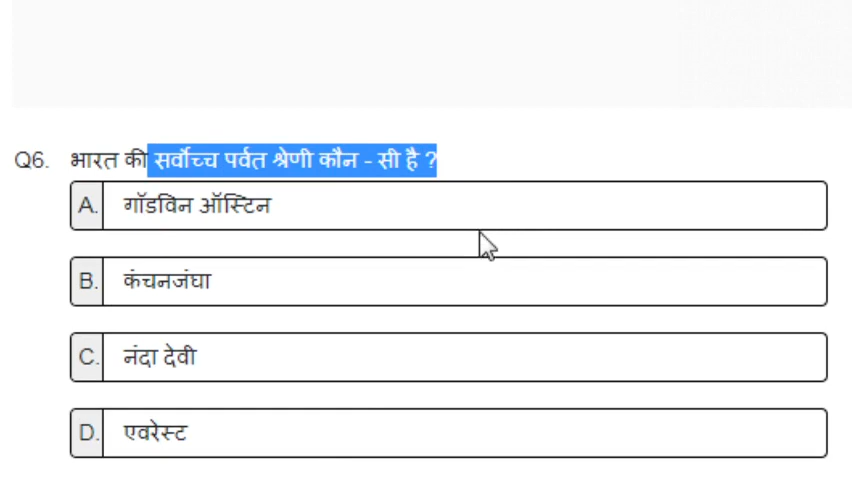 Q6. भारत की सर्वोच्च पर्वत श्रेणी कौन - सी है ?
A. गॉडविन ऑस्टिन
B. कंचनजंघा
C. नंदा देवी
D. एवरेस्ट